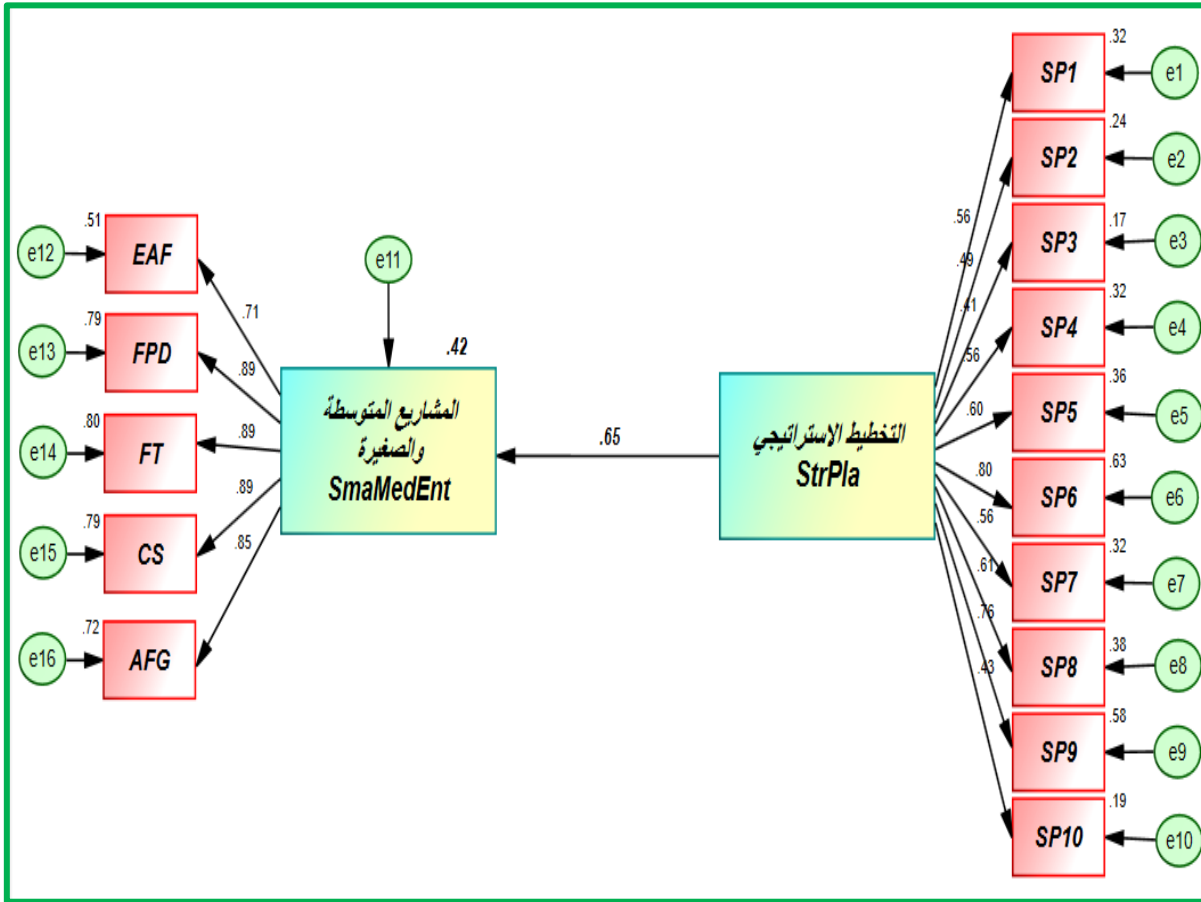 .32
SP1
e1
.24
SP2
e2
.17
SP3
e3
.32
SP4
e4
.36
SP5
e5
.63
SP6
e6
.32
SP7
e7
.38
SP8
e8
.58
SP9
e9
.19
SP10
e10
.56
.49
.41
.56
.60
.80
.56
.61
.76
.43
التخطيط الاستراتيجي
StrPla
.65
e11
.42
المشاريع المتوسطة
والصغيرة
SmaMedEnt
.71
.89
.89
.89
.85
.51
EAF
e12
.79
FPD
e13
.80
FT
e14
.79
CS
e15
.72
AFG
e16